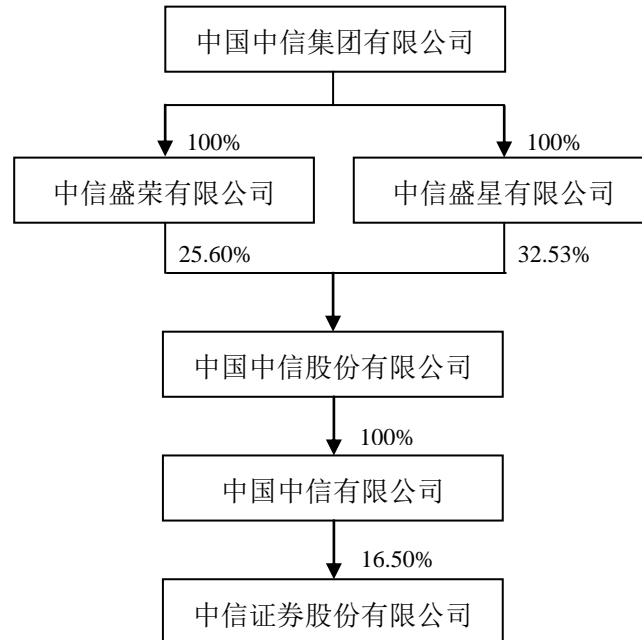 中国中信集团有限公司
100%
100%
中信盛荣有限公司
中信盛星有限公司
25.60%
32.53%
中国中信股份有限公司
100%
中国中信有限公司
16.50%
中信证券股份有限公司